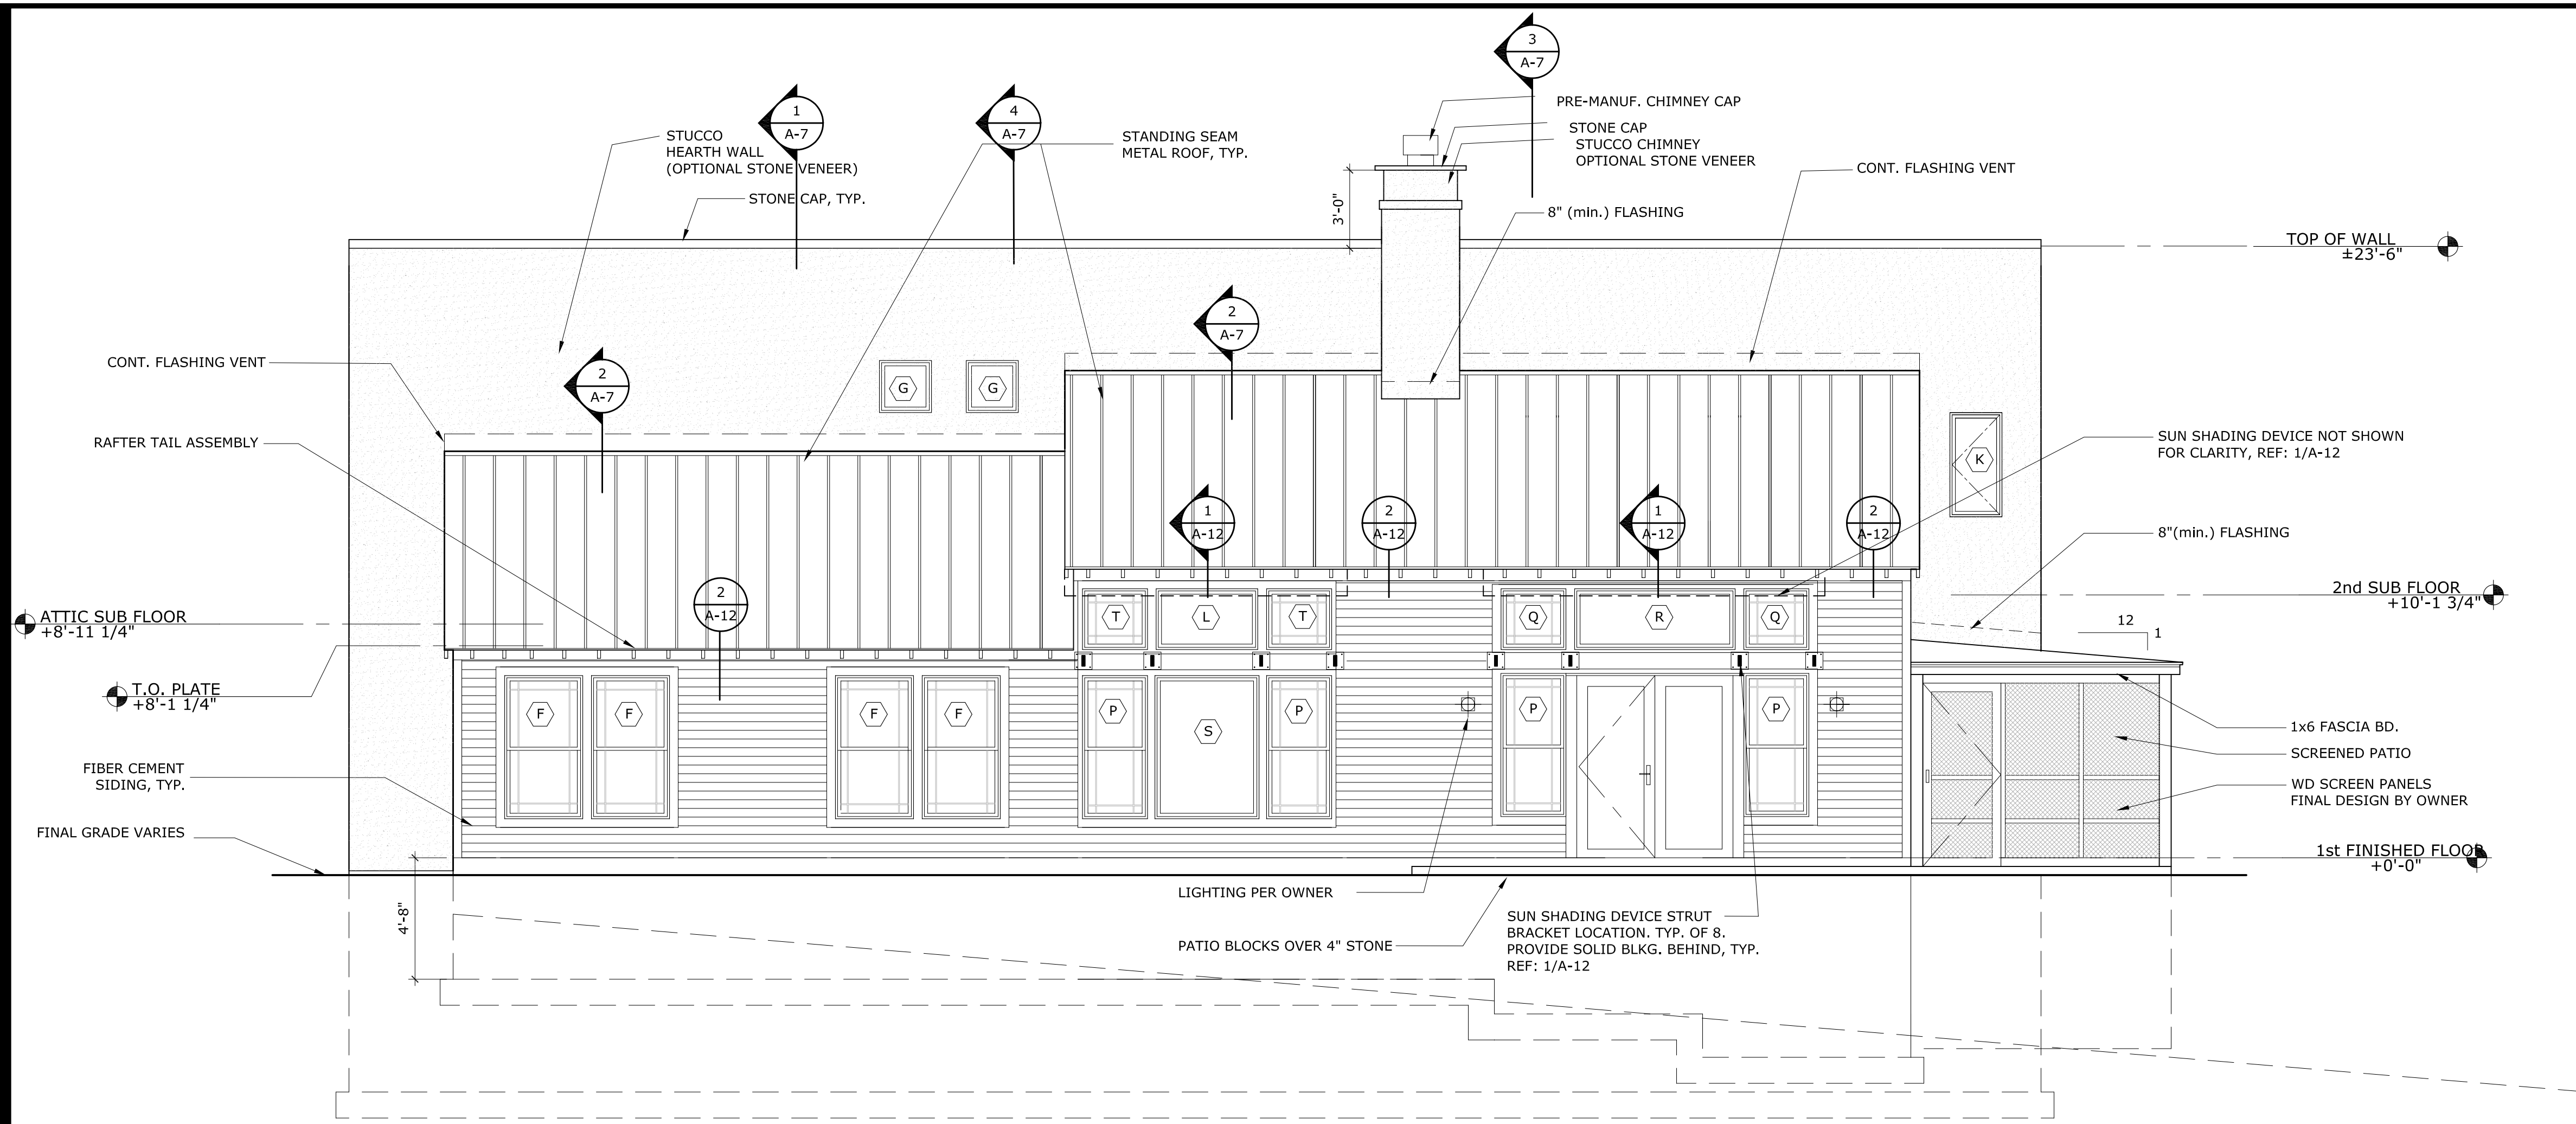 3
A-7
PRE-MANUF. CHIMNEY CAP
1
A-7
4
A-7
STUCCO
HEARTH WALL
(OPTIONAL STONE VENEER)
STANDING SEAM
METAL ROOF, TYP.
STONE CAP
STUCCO CHIMNEY
OPTIONAL STONE VENEER
CONT. FLASHING VENT
STONE CAP, TYP.
3'-0"
8" (min.) FLASHING
TOP OF WALL
±23'-6"
2
A-7
CONT. FLASHING VENT
2
A-7
G
G
RAFTER TAIL ASSEMBLY
K
SUN SHADING DEVICE NOT SHOWN
FOR CLARITY, REF: 1/A-12
1
A-12
2
A-12
1
A-12
2
A-12
8"(min.) FLASHING
2
A-12
2nd SUB FLOOR
+10'-1 3/4"
ATTIC SUB FLOOR
+8'-11 1/4"
T
L
T
Q
R
Q
12
1
T.O. PLATE
+8'-1 1/4"
F
F
F
F
P
S
P
P
P
1x6 FASCIA BD.
SCREENED PATIO
FIBER CEMENT
SIDING, TYP.
WD SCREEN PANELS
FINAL DESIGN BY OWNER
FINAL GRADE VARIES
1st FINISHED FLOOR
+0'-0"
4'-8"
LIGHTING PER OWNER
PATIO BLOCKS OVER 4" STONE
SUN SHADING DEVICE STRUT
BRACKET LOCATION. TYP. OF 8.
PROVIDE SOLID BLKG. BEHIND, TYP.
REF: 1/A-12